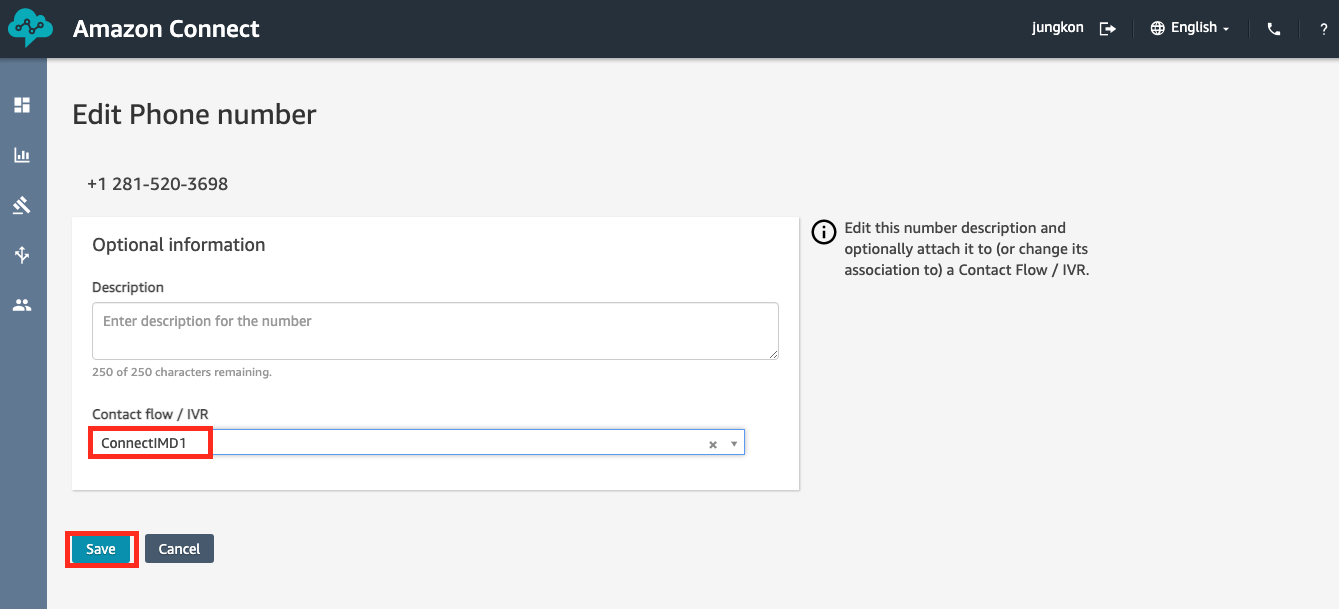 Amazon Connect
jungkon
English
?
Edit Phone number
+1 281-520-3698
Optional information
Description
Enter description for the number
250 of 250 characters remaining.
Contact flow / IVR
ConnectIMD1
Edit this number description and
optionally attach it to (or change its
association to) a Contact Flow / IVR.
Save
Cancel